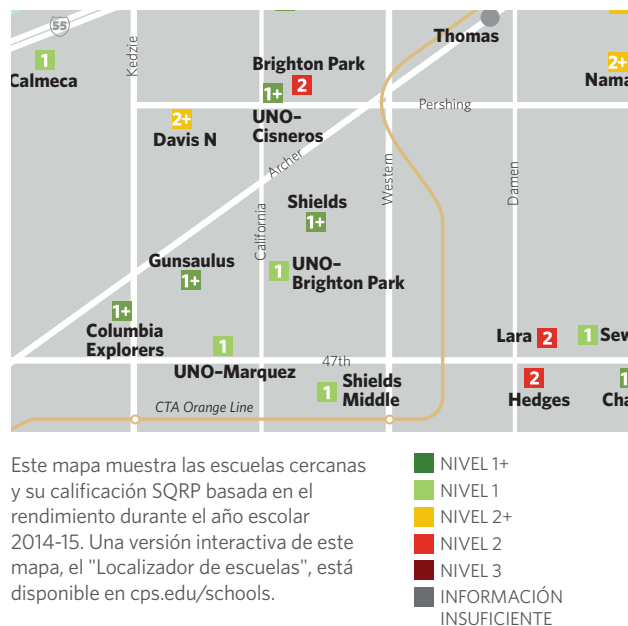 55
Thomas
Kedzie
1
Calmeca
Brighton Park
2
1+
UNO–
Cisneros
2+
Nama
Pershing
2+
Davis N
Archer
Western
Damen
California
Shields
1+
Gunsaulus
1+
1
UNO–
Brighton Park
1+
Columbia
Explorers
1
UNO–Marquez
47th
Lara
2
1
Sew
1
Shields
Middle
2
Hedges
1
Cha
CTA Orange Line
Este mapa muestra las escuelas cercanas
y su calificación SQRP basada en el
rendimiento durante el año escolar
2014-15. Una versión interactiva de este
mapa, el "Localizador de escuelas", está
disponible en cps.edu/schools.
NIVEL 1+
NIVEL 1
NIVEL 2+
NIVEL 2
NIVEL 3
INFORMACIÓN
INSUFICIENTE